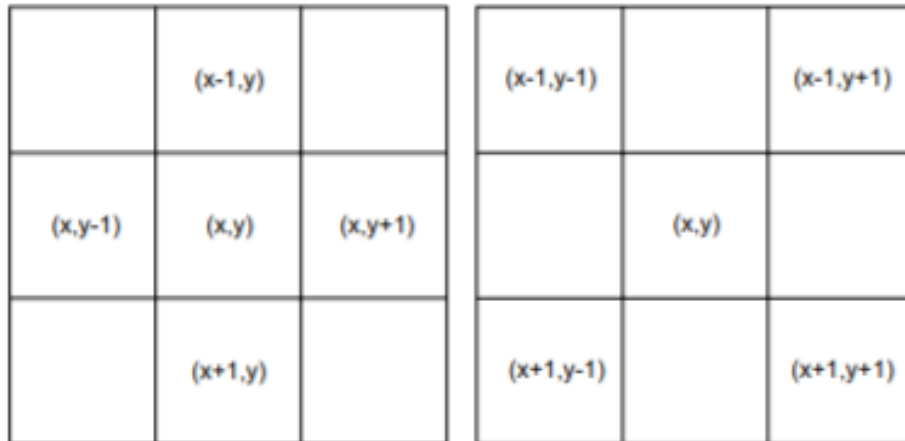 (x-1,y)
(x,y-1) (x,y) (x,y+1)
(x+1,y)
(x-1,y-1) (x-1,y+1)
(x,y)
(x+1,y-1) (x+1,y+1)